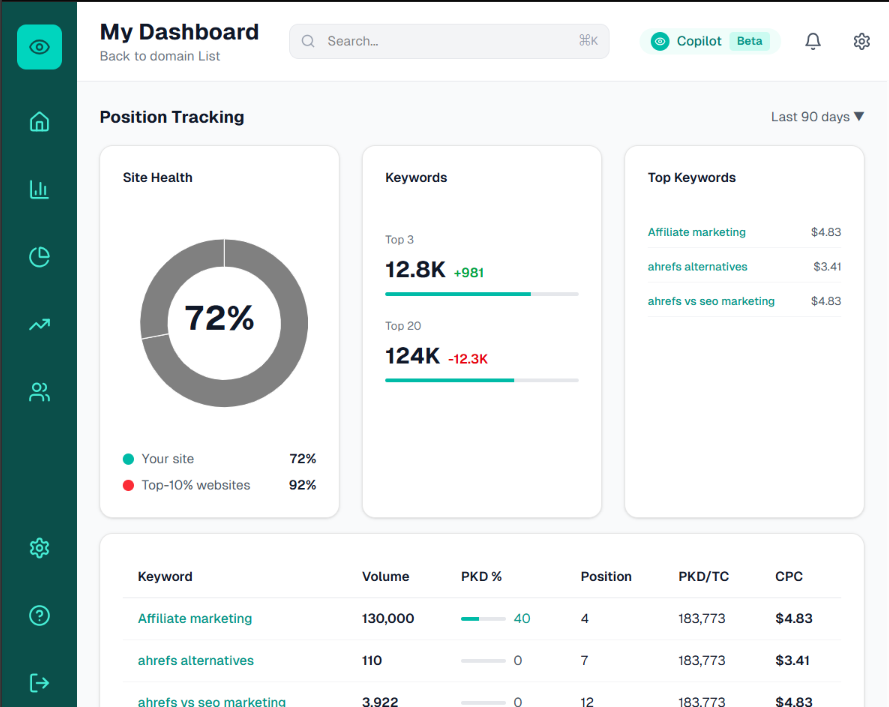 My Dashboard
Back to domain List
Search...
⌘K
Copilot Beta
Position Tracking
Last 90 days ▼
Site Health
72%
Your site 72%
Top-10% websites 92%
Keywords
Top 3
12.8K +981
Top 20
124K -12.3K
Top Keywords
Affiliate marketing $4.83
ahrefs alternatives $3.41
ahrefs vs seo marketing $4.83
Keyword Volume PKD % Position PKD/TC CPC
Affiliate marketing 130,000 40 4 183,773 $4.83
ahrefs alternatives 110 0 7 183,773 $3.41
ahrefs vs seo marketing 3,922 0 12 183,773 $4.83